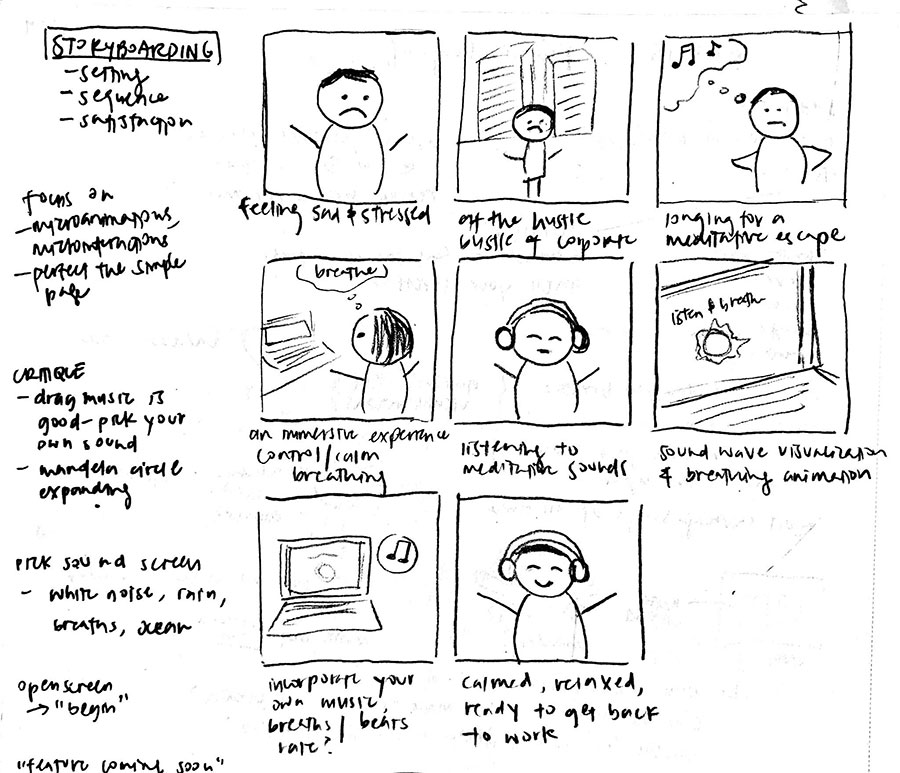 STORYBOARDING
- setting
- sequence
- satisfaction
focus on
- microanimations,
microinteractions
- perfect the simple
page
CRITIQUE
- drag music is
good - pick your
own sound
- mandela circle
expanding
pick sound screen
- white noise, rain,
breaths, ocean
open screen
→ "begin"
"feature coming soon"
feeling sad & stressed
off the hustle
bustle of corporate
longing for a
meditative escape
(breathe)
an immersive experience
control/calm
breathing
listening to
meditative sounds
listen & breath
sound wave visualization
& breathing animation
incorporate your
own music,
breaths / bears
rate?
calmed, relaxed,
ready to get back
to work